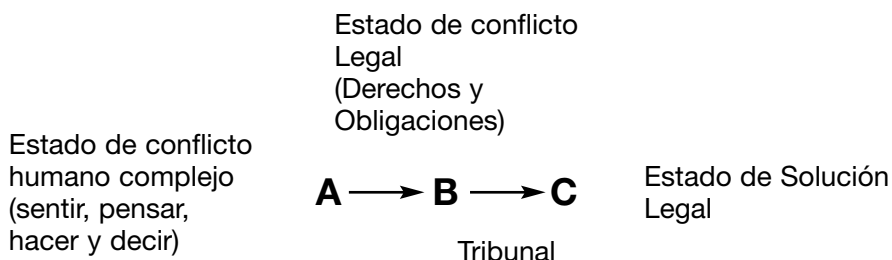 Estado de conflicto
Legal
(Derechos y
Obligaciones)
Estado de conflicto
humano complejo
(sentir, pensar,
hacer y decir)
A B C
Estado de Solución
Legal
Tribunal